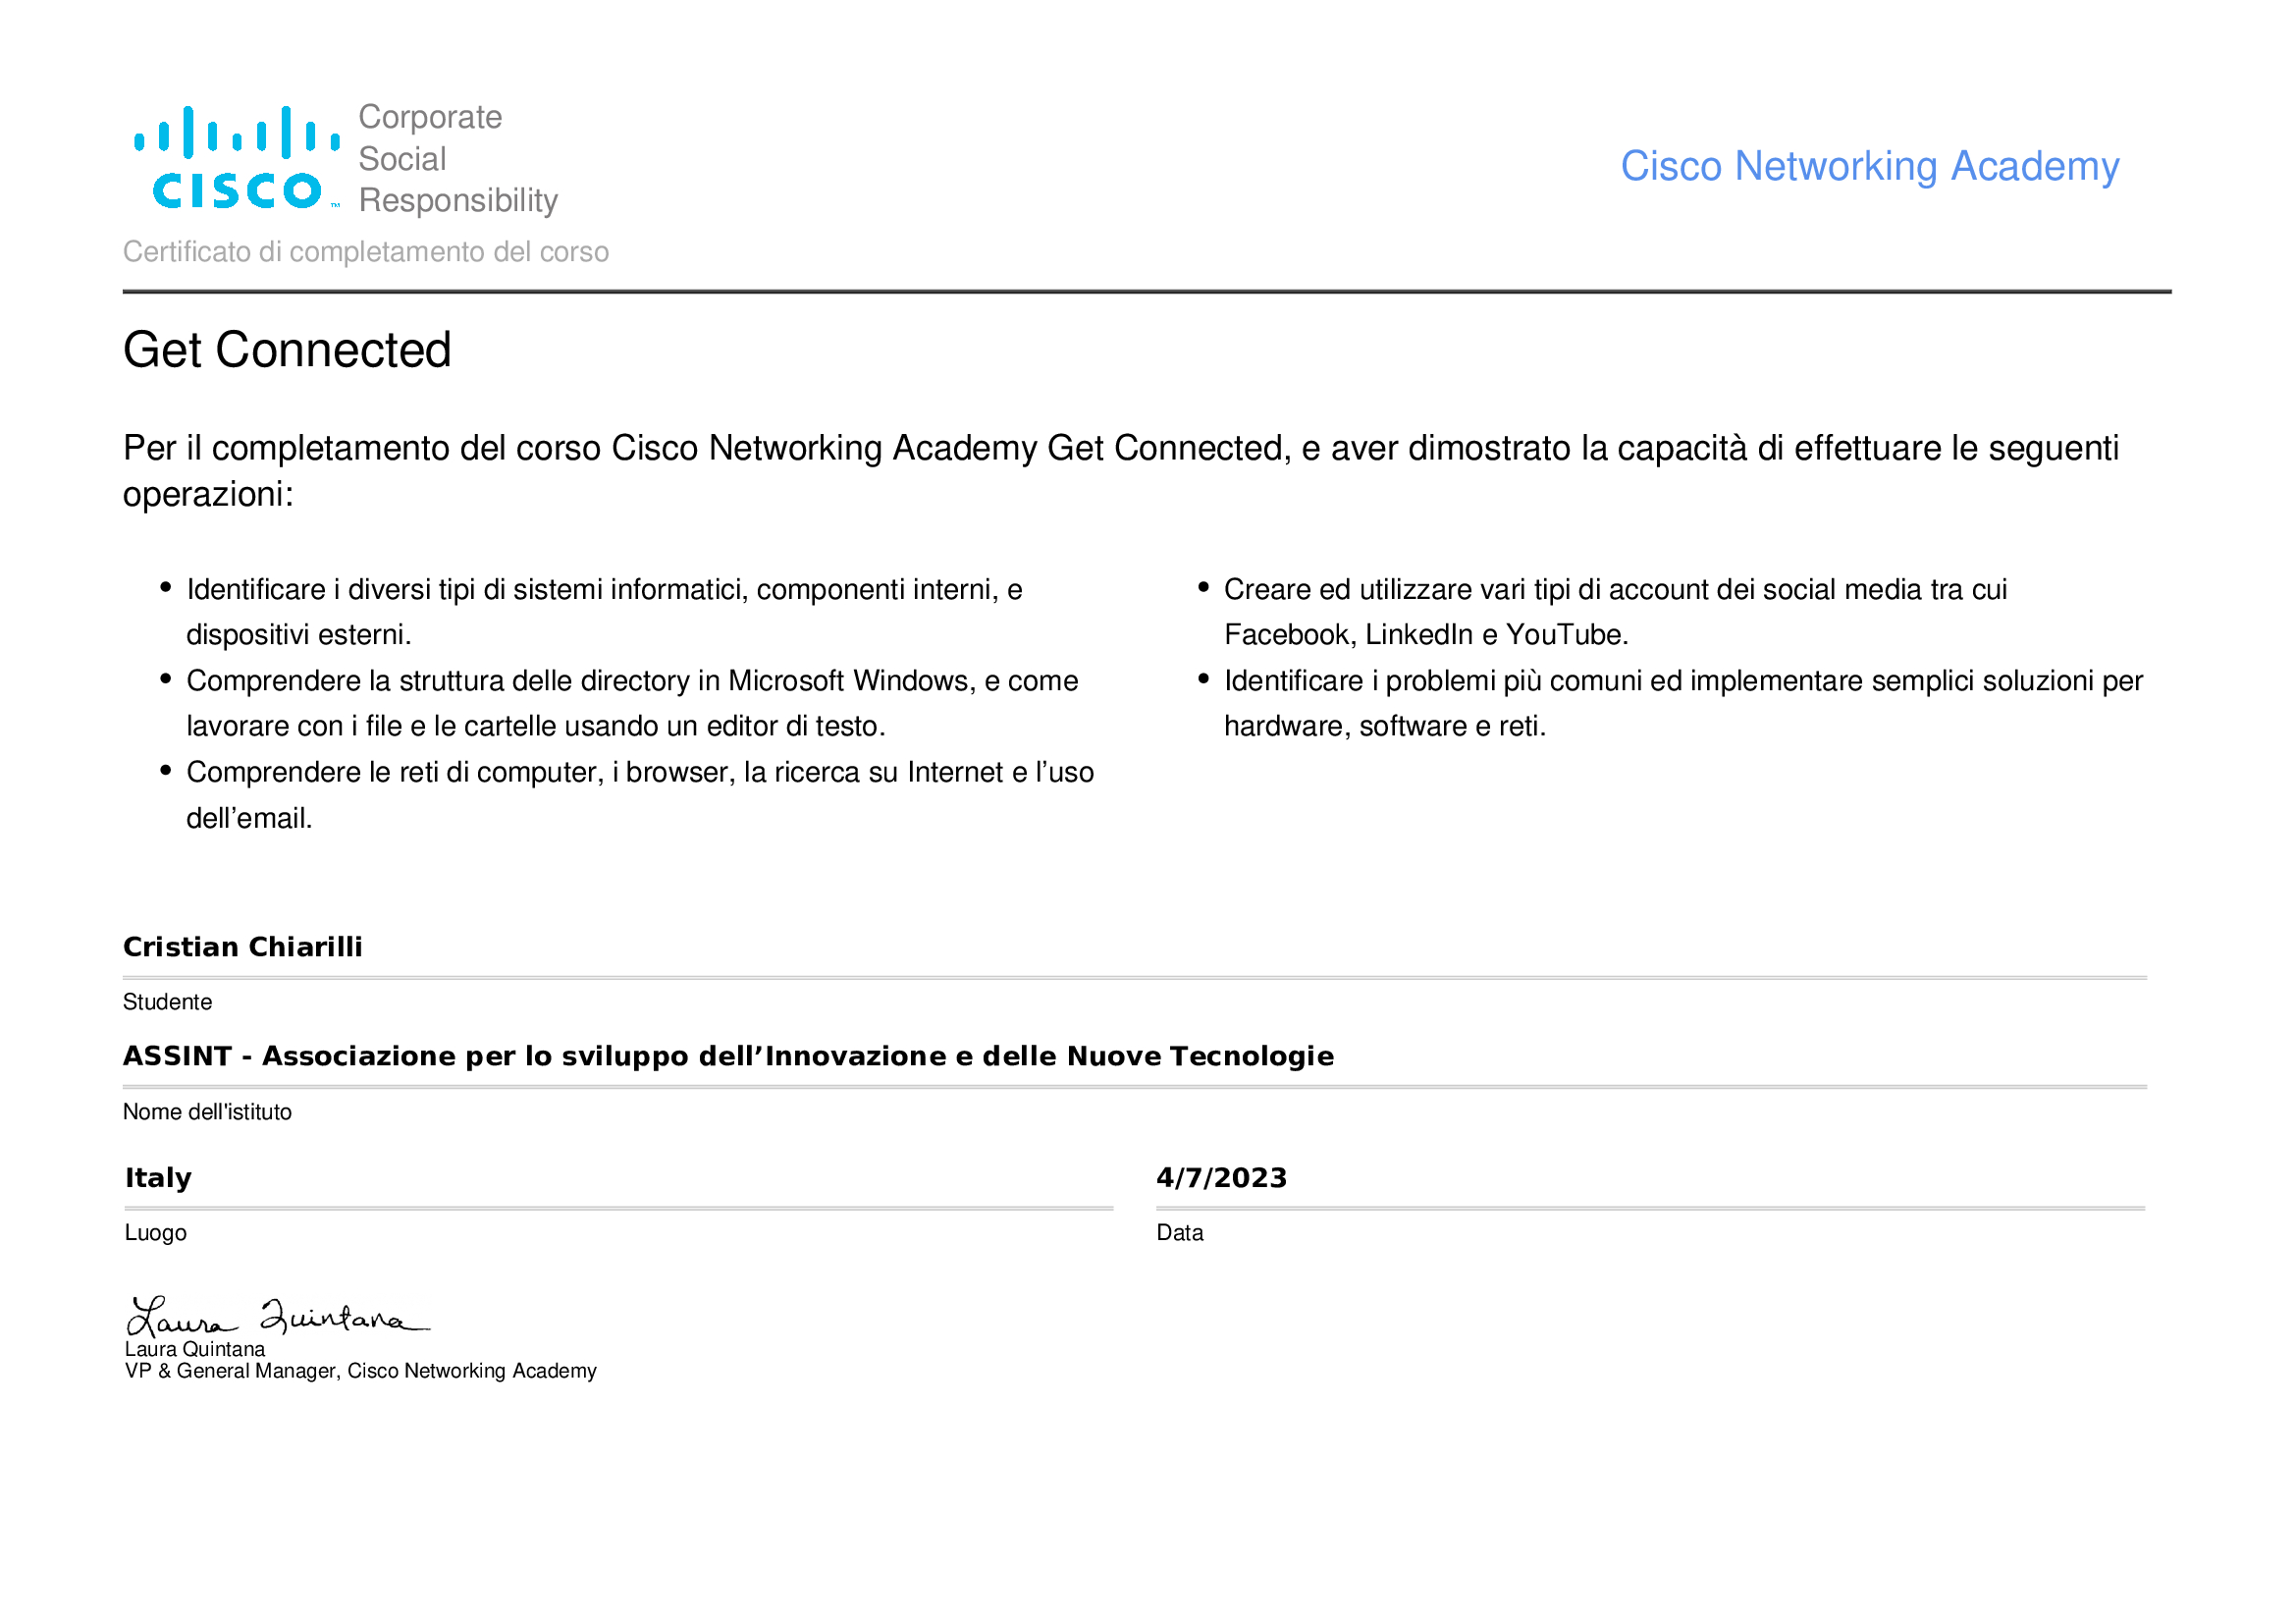 Corporate
Social
Responsibility
CISCO™
Cisco Networking Academy
Certificato di completamento del corso
Get Connected
Per il completamento del corso Cisco Networking Academy Get Connected, e aver dimostrato la capacità di effettuare le seguenti
operazioni:
• Identificare i diversi tipi di sistemi informatici, componenti interni, e
dispositivi esterni.
• Comprendere la struttura delle directory in Microsoft Windows, e come
lavorare con i file e le cartelle usando un editor di testo.
• Comprendere le reti di computer, i browser, la ricerca su Internet e l’uso
dell’email.
• Creare ed utilizzare vari tipi di account dei social media tra cui
Facebook, LinkedIn e YouTube.
• Identificare i problemi più comuni ed implementare semplici soluzioni per
hardware, software e reti.
Cristian Chiarilli
Studente
ASSINT - Associazione per lo sviluppo dell’Innovazione e delle Nuove Tecnologie
Nome dell'istituto
Italy
Luogo
4/7/2023
Data
Laura Quintana
Laura Quintana
VP & General Manager, Cisco Networking Academy